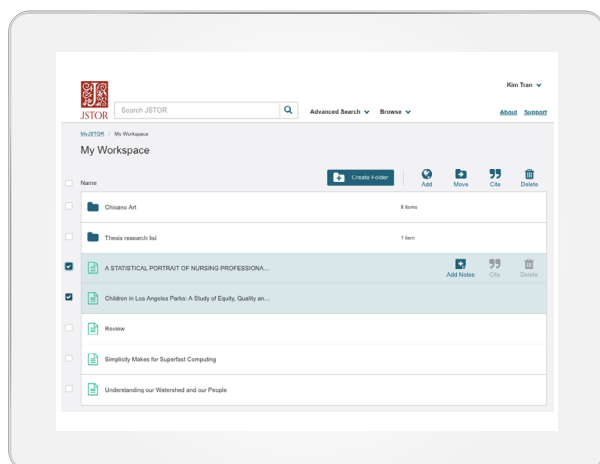 Kim Tran
JSTOR
Search JSTOR
Advanced Search
Browse
About
Support
MyJSTOR / My Workspace
My Workspace
Name
Create Folder
Add
Move
Cite
Delete
Chicano Art
8 items
Thesis research list
1 item
A STATISTICAL PORTRAIT OF NURSING PROFESSIONA...
Add Notes
Cite
Delete
Children in Los Angeles Parks: A Study of Equity, Quality an...
Review
Simplicity Makes for Superfast Computing
Understanding our Watershed and our People